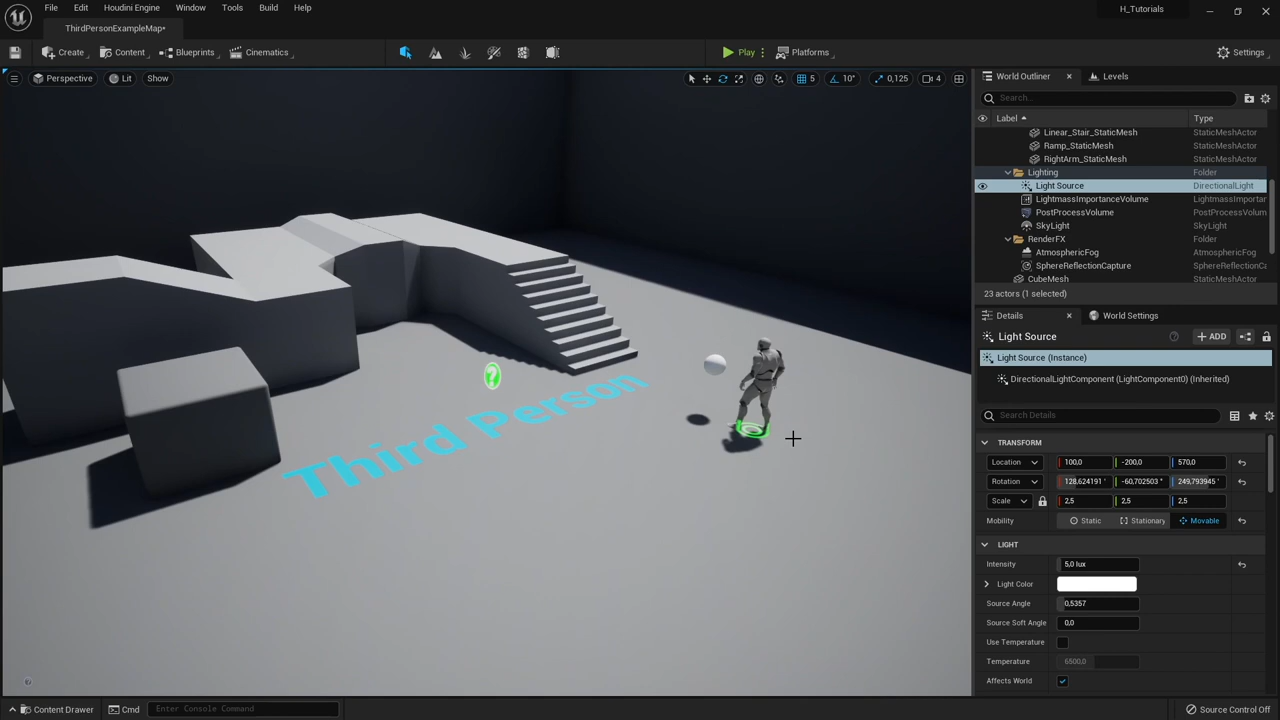 File Edit Houdini Engine Window Tools Build Help H_Tutorials
ThirdPersonExampleMap*
Create Content Blueprints Cinematics Play Platforms Settings
Perspective Lit Show 5 10° 0,125 4
World Outliner Levels
Search...
Label Type
Linear_Stair_StaticMesh StaticMeshActor
Ramp_StaticMesh StaticMeshActor
RightArm_StaticMesh StaticMeshActor
Lighting Folder
Light Source DirectionalLight
LightmassImportanceVolume LightmassImportar
PostProcessVolume PostProcessVolum
SkyLight SkyLight
RenderFX Folder
AtmosphericFog AtmosphericFog
SphereReflectionCapture SphereReflectionCa
CubeMesh StaticMeshActor
23 actors (1 selected)
Details World Settings
Light Source ADD
Light Source (Instance)
DirectionalLightComponent (LightComponent0) (Inherited)
Search Details
TRANSFORM
Location 100,0 -200,0 570,0
Rotation 128,624191 ° -60,702503 ° 249,793945 °
Scale 2,5 2,5 2,5
Mobility Static Stationary Movable
LIGHT
Intensity 5,0 lux
Light Color
Source Angle 0,5357
Source Soft Angle 0,0
Use Temperature
Temperature 6500,0
Affects World
Third Person
?
Content Drawer Cmd Enter Console Command Source Control Off